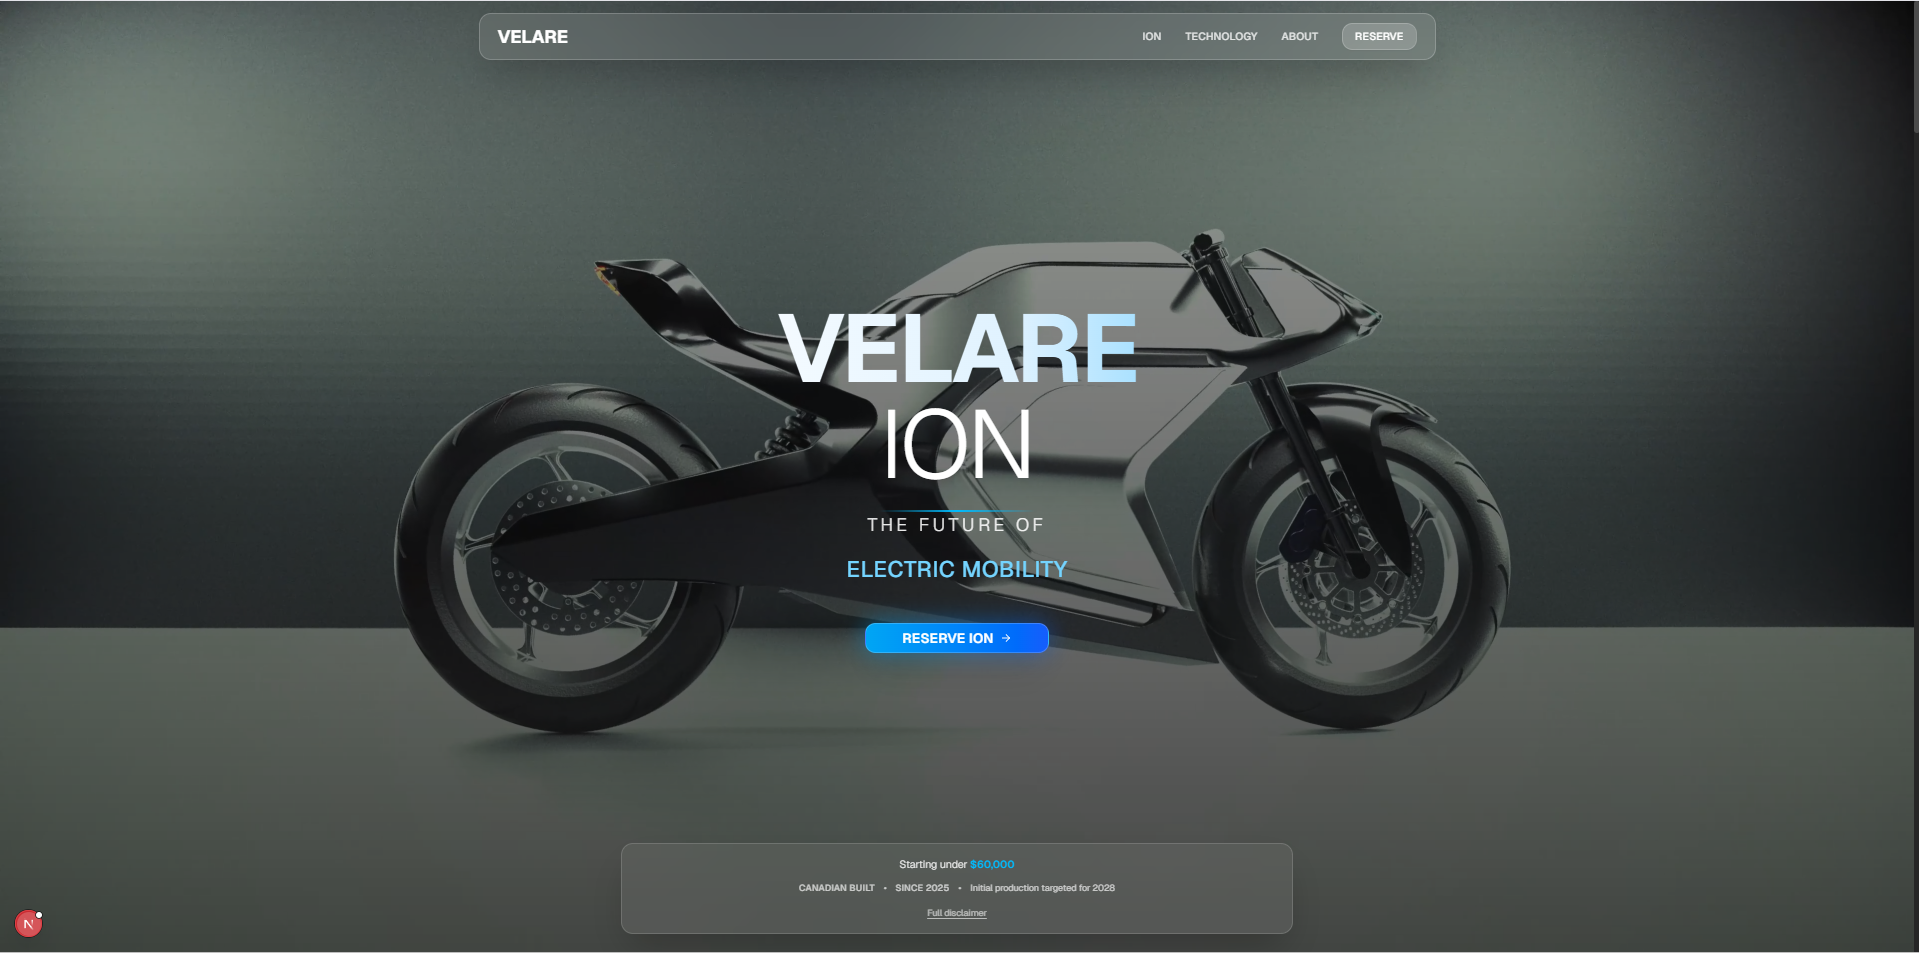 VELARE
ION TECHNOLOGY ABOUT RESERVE
VELARE
ION
THE FUTURE OF
ELECTRIC MOBILITY
RESERVE ION →
Starting under $60,000
CANADIAN BUILT • SINCE 2025 • Initial production targeted for 2028
Full disclaimer
N